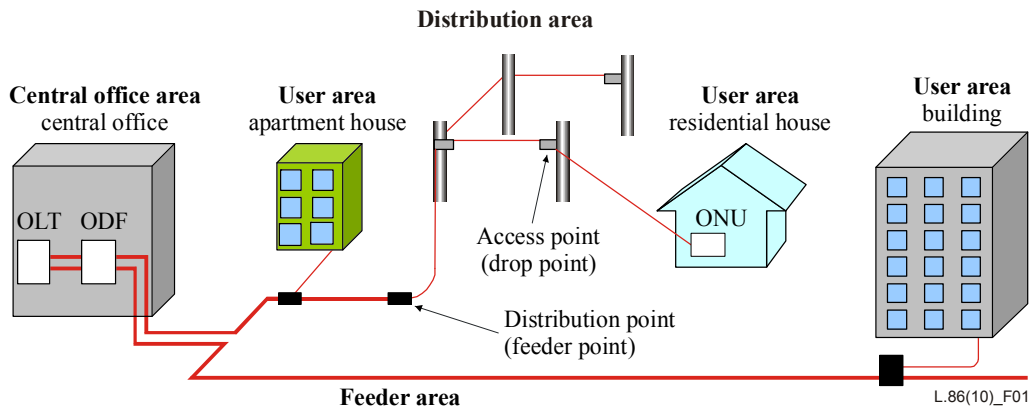 Distribution area
Central office area
central office
User area
apartment house
User area
residential house
User area
building
OLT
ODF
ONU
Access point
(drop point)
Distribution point
(feeder point)
Feeder area
L.86(10)_F01